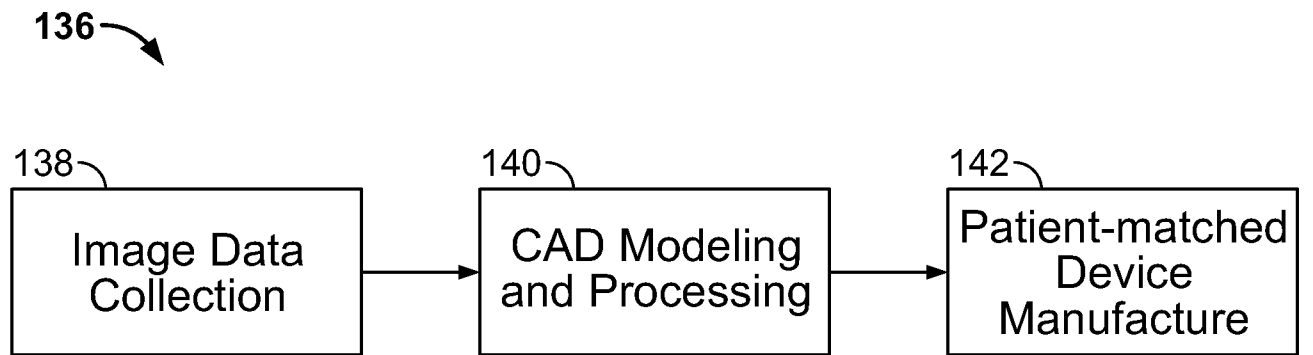 136
138
Image Data
Collection
140
CAD Modeling
and Processing
142
Patient-matched
Device
Manufacture